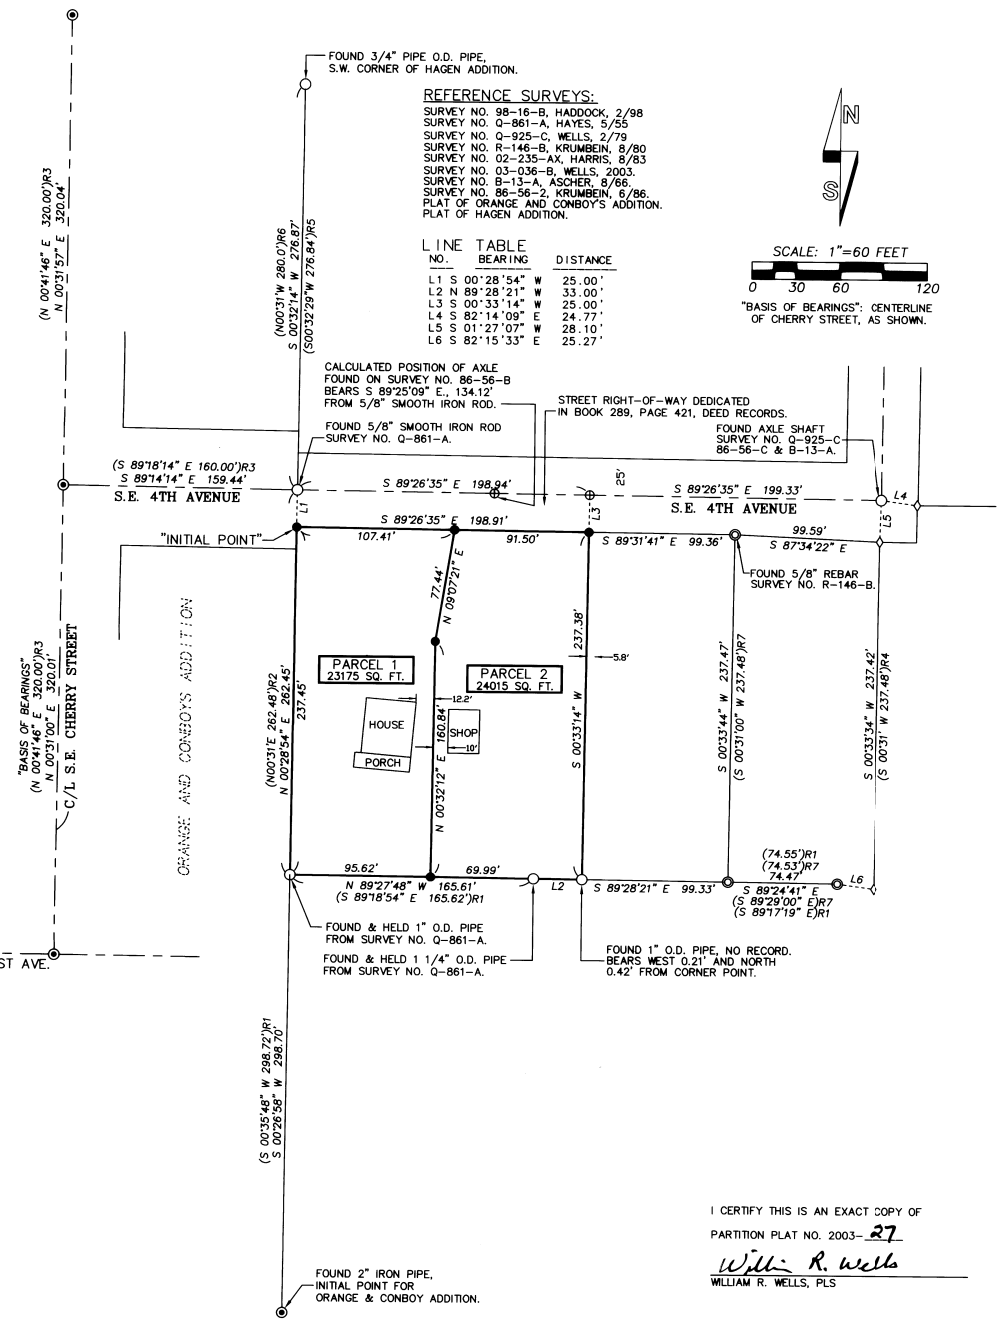 FOUND 3/4" PIPE O.D. PIPE,
S.W. CORNER OF HAGEN ADDITION.
REFERENCE SURVEYS:
SURVEY NO. 98-16-B, HADDOCK, 2/98
SURVEY NO. Q-861-A, HAYES, 5/55
SURVEY NO. Q-925-C, WELLS, 2/79
SURVEY NO. R-146-B, KRUMBEIN, 8/80
SURVEY NO. 02-235-AX, HARRIS, 8/83
SURVEY NO. 03-036-B, WELLS, 2003.
SURVEY NO. B-13-A, ASCHER, 8/66.
SURVEY NO. 86-56-2, KRUMBEIN, 6/86.
PLAT OF ORANGE AND CONBOY'S ADDITION.
PLAT OF HAGEN ADDITION.
N
S
LINE TABLE
NO. BEARING DISTANCE
L1 S 00°28'54" W 25.00'
L2 N 89°28'21" W 33.00'
L3 S 00°33'14" W 25.00'
L4 S 82°14'09" E 24.77'
L5 S 01°27'07" W 28.10'
L6 S 82°15'33" E 25.27'
SCALE: 1"=60 FEET
0 30 60 120
"BASIS OF BEARINGS": CENTERLINE
OF CHERRY STREET, AS SHOWN.
(N 00°41'46" E 320.00')R3
(N 00°31'57" E 320.04'
(N00°31'W 280.0')R6
S 00°32'14" W 276.87'
(S00°32'29"W 276.84')R5
CALCULATED POSITION OF AXLE
FOUND ON SURVEY NO. 86-56-B
BEARS S 89°25'09" E., 134.12'
FROM 5/8" SMOOTH IRON ROD.
FOUND 5/8" SMOOTH IRON ROD
SURVEY NO. Q-861-A.
STREET RIGHT-OF-WAY DEDICATED
IN BOOK 289, PAGE 421, DEED RECORDS.
FOUND AXLE SHAFT
SURVEY NO. Q-925-C
86-56-C & B-13-A.
(S 89°18'14" E 160.00')R3
S 89°14'14" E 159.44'
S.E. 4TH AVENUE
S 89°26'35" E 198.94'
25'
S 89°26'35" E 199.33'
S.E. 4TH AVENUE
L4
L1
L3
L5
S 89°26'35" E 198.91'
"INITIAL POINT"
107.41'
91.50'
S 89°31'41" E 99.36'
99.59'
S 87°34'22" E
77.44'
N 09°07'21" E
FOUND 5/8" REBAR
SURVEY NO. R-146-B.
ORANGE AND CONBOYS ADDITION
"BASIS OF BEARINGS"
(N 00°41'46" E 320.00')R3
N 00°31'00" E 320.01'
C/L S.E. CHERRY STREET
(N00°31'E 262.48')R2
N 00°28'54" E 262.45'
237.45'
PARCEL 1
23175 SQ. FT.
PARCEL 2
24015 SQ. FT.
HOUSE
PORCH
SHOP
12.2'
10'
N 00°32'12" E 160.84'
237.38'
S 00°33'14" W
5.8'
S 00°33'44" W 237.47'
(S 00°31'00" W 237.48')R7
S 00°33'34" W 237.42'
(S 00°31' W 237.48')R4
95.62'
69.99'
N 89°27'48" W 165.61'
(S 89°18'54" E 165.62')R1
L2
S 89°28'21" E 99.33'
(74.55')R1
(74.53')R7
74.47'
L6
S 89°24'41" E
(S 89°29'00" E)R7
(S 89°17'19" E)R1
FOUND & HELD 1" O.D. PIPE
FROM SURVEY NO. Q-861-A.
FOUND & HELD 1 1/4" O.D. PIPE
FROM SURVEY NO. Q-861-A.
FOUND 1" O.D. PIPE, NO RECORD.
BEARS WEST 0.21' AND NORTH
0.42' FROM CORNER POINT.
ST AVE.
(S 00°35'48" W 298.72')R1
S 00°26'58" W 298.70'
I CERTIFY THIS IS AN EXACT COPY OF
PARTITION PLAT NO. 2003-27
William R. Wells
WILLIAM R. WELLS, PLS
FOUND 2" IRON PIPE,
INITIAL POINT FOR
ORANGE & CONBOY ADDITION.